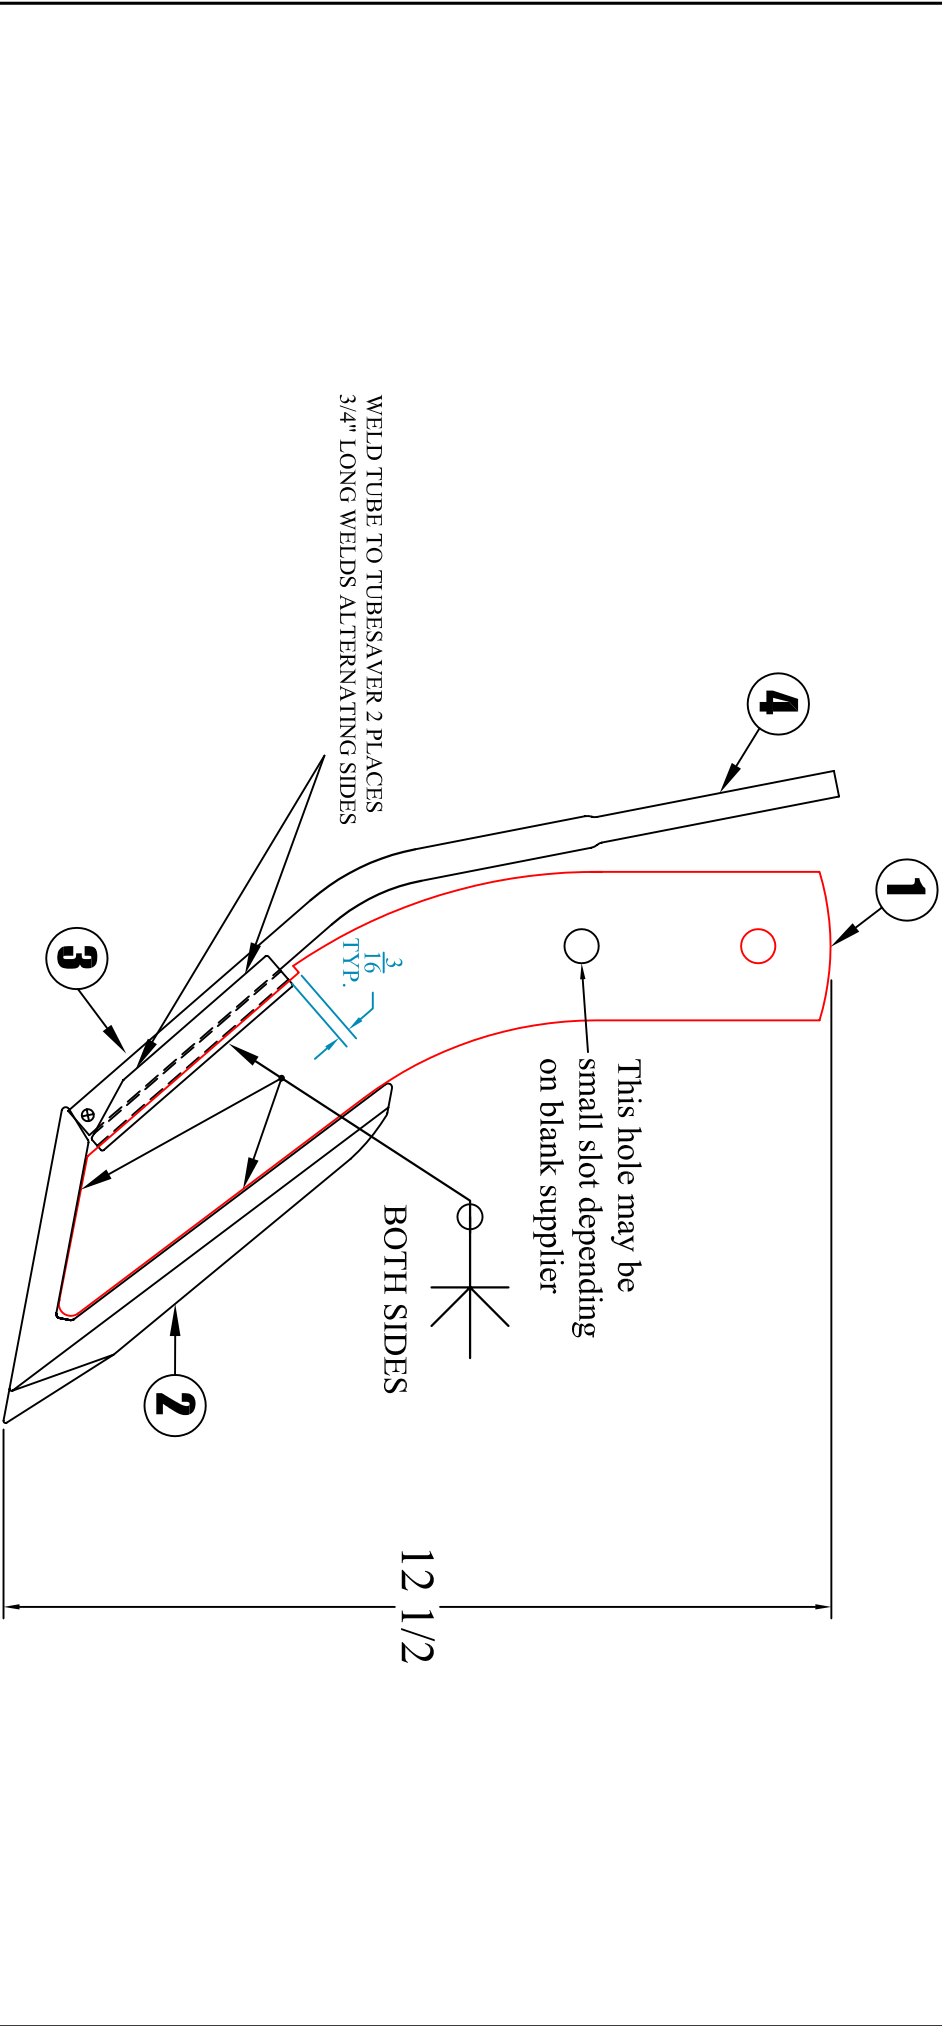 1
4
This hole may be
small slot depending
on blank supplier
12 1/2
BOTH SIDES
3
16
TYP.
WELD TUBE TO TUBESAVER 2 PLACES
3/4" LONG WELDS ALTERNATING SIDES
2
3